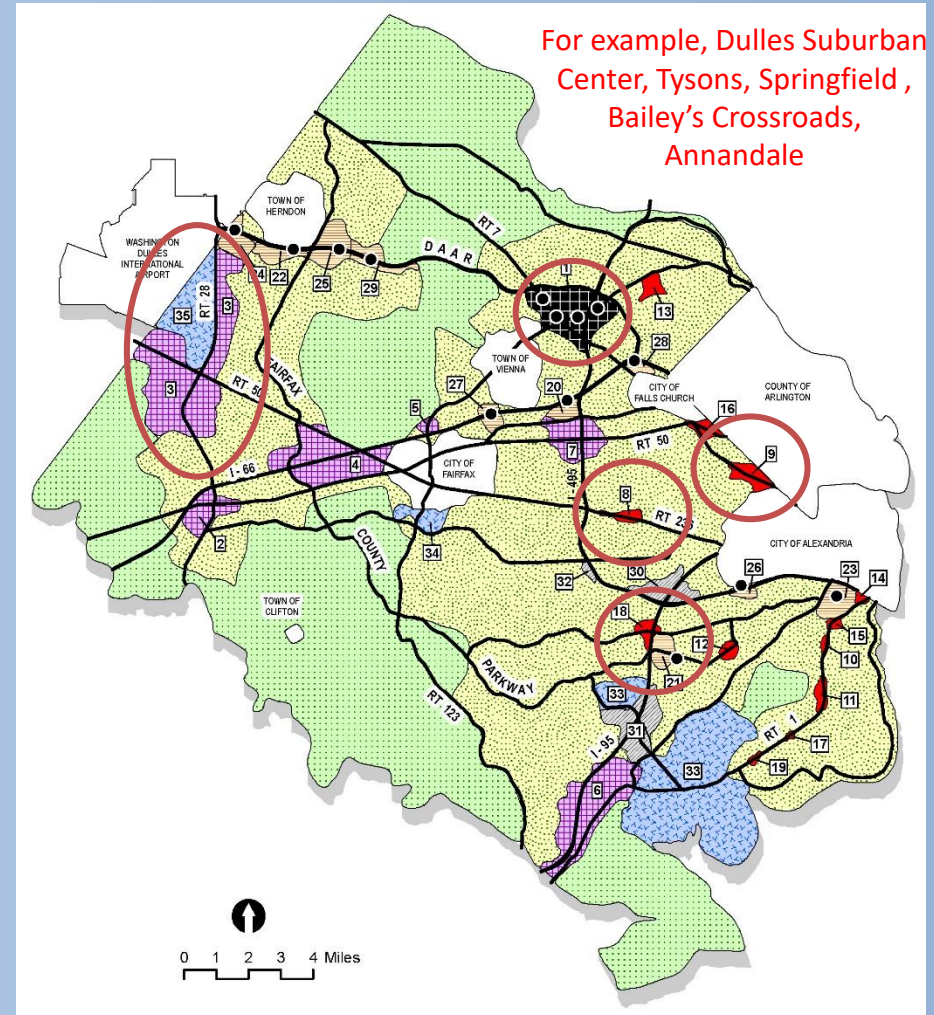 For example, Dulles Suburban
Center, Tysons, Springfield ,
Bailey's Crossroads,
Annandale
TOWN OF
HERNDON
RT 7
WASHINGTON
DULLES
INTERNATIONAL
AIRPORT
D A A R
24
22
25
29
1
13
3
35
RT 28
TOWN OF
VIENNA
28
FAIRFAX
3
RT 50
27
20
CITY OF
FALLS CHURCH
COUNTY OF
ARLINGTON
5
16
RT 50
7
I-66
4
CITY OF
FAIRFAX
I-495
9
8
RT 236
2
34
COUNTY
CITY OF ALEXANDRIA
30
32
26
23
14
TOWN OF
CLIFTON
18
12
15
10
21
PARKWAY
33
11
RT 123
31
RT 1
17
I-95
33
19
6
0 1 2 3 4 Miles